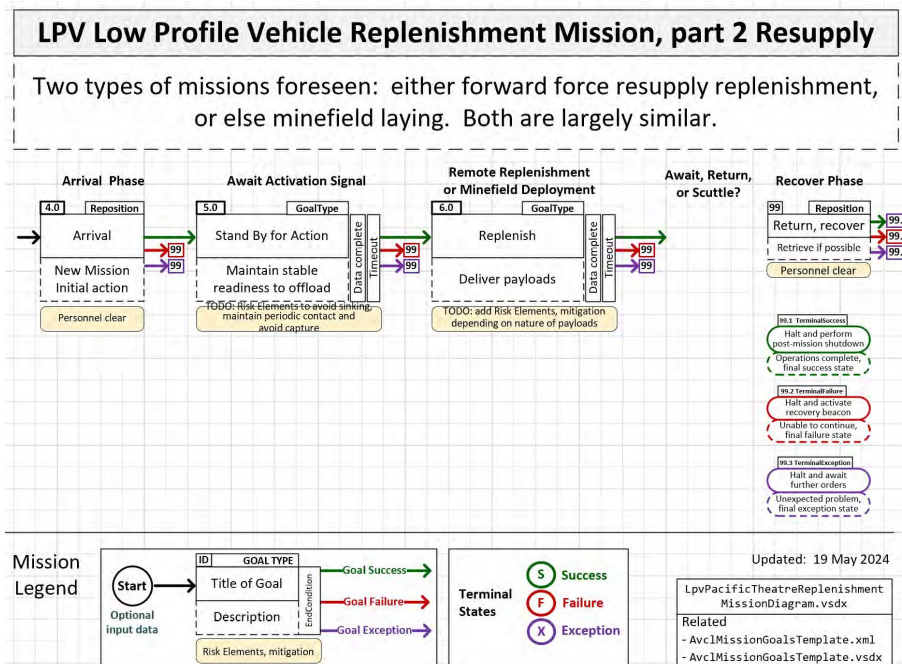 LPV Low Profile Vehicle Replenishment Mission, part 2 Resupply
Two types of missions foreseen: either forward force resupply replenishment,
or else minefield laying. Both are largely similar.
Arrival Phase
4.0 Reposition
Arrival
New Mission
Initial action
Personnel clear
99
99
Await Activation Signal
5.0 GoalType
Stand By for Action
Maintain stable
readiness to offload
Data complete
Timeout
TODO: Risk Elements to avoid sinking,
maintain periodic contact and
avoid capture
99
99
Remote Replenishment
or Minefield Deployment
6.0 GoalType
Replenish
Deliver payloads
Data complete
Timeout
TODO: add Risk Elements, mitigation
depending on nature of payloads
99
99
Await, Return,
or Scuttle?
Recover Phase
99 Reposition
Return, recover
Retrieve if possible
Personnel clear
99.
99.
99.
99.1 TerminalSuccess
Halt and perform
post-mission shutdown
Operations complete,
final success state
99.2 TerminalFailure
Halt and activate
recovery beacon
Unable to continue,
final failure state
99.3 TerminalException
Halt and await
further orders
Unexpected problem,
final exception state
Mission
Legend
Start
Optional
input data
ID GOAL TYPE
Title of Goal
Description
EndCondition
Risk Elements, mitigation
Goal Success
Goal Failure
Goal Exception
Terminal
States
S Success
F Failure
X Exception
Updated: 19 May 2024
LpvPacificTheatreReplenishment
MissionDiagram.vsdx
Related
- AvclMissionGoalsTemplate.xml
- AvclMissionGoalsTemplate.vsdx